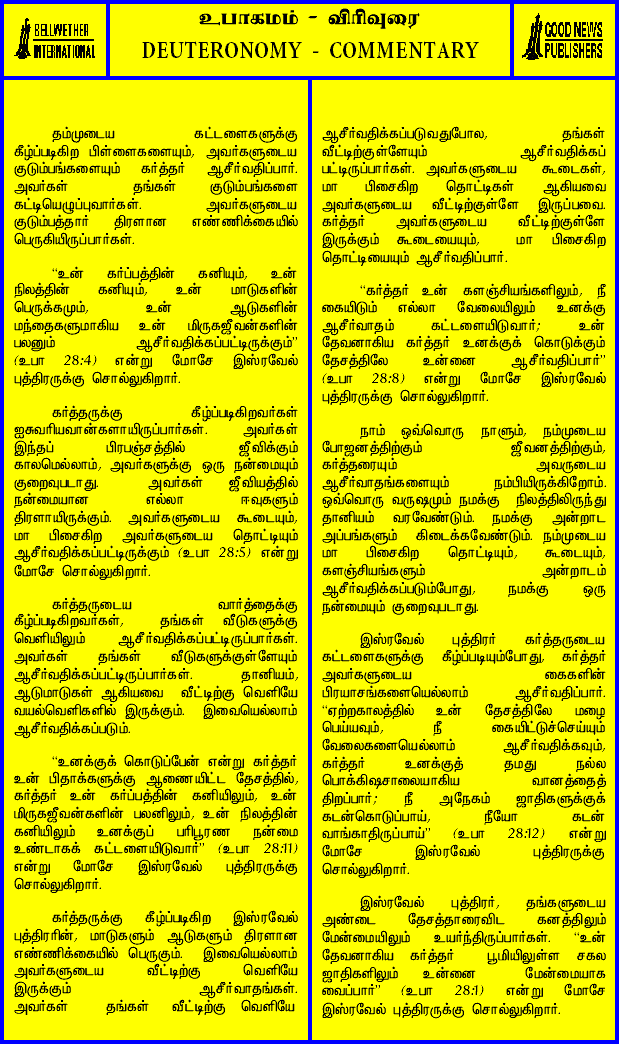 BELLWETHER
INTERNATIONAL
உபாகமம் - விரிவுரை
DEUTERONOMY - COMMENTARY
GOOD NEWS
PUBLISHERS
தம்முடைய கட்டளைகளுக்கு
கீழ்ப்படிகிற பிள்ளைகளையும், அவர்களுடைய
குடும்பங்களையும் கர்த்தர் ஆசீர்வதிப்பார்.
அவர்கள் தங்கள் குடும்பங்களை
கட்டியெழுப்புவார்கள். அவர்களுடைய
குடும்பத்தார் திரளான எண்ணிக்கையில்
பெருகியிருப்பார்கள்.
“உன் கர்ப்பத்தின் கனியும், உன்
நிலத்தின் கனியும், உன் மாடுகளின்
பெருக்கமும், உன் ஆடுகளின்
மந்தைகளுமாகிய உன் மிருகஜீவன்களின்
பலனும் ஆசீர்வதிக்கப்பட்டிருக்கும்”
(உபா 28:4) என்று மோசே இஸ்ரவேல்
புத்திரருக்கு சொல்லுகிறார்.
கர்த்தருக்கு கீழ்ப்படிகிறவர்கள்
ஐசுவரியவான்களாயிருப்பார்கள். அவர்கள்
இந்தப் பிரபஞ்சத்தில் ஜீவிக்கும்
காலமெல்லாம், அவர்களுக்கு ஒரு நன்மையும்
குறைவுபடாது. அவர்கள் ஜீவியத்தில்
நன்மையான எல்லா ஈவுகளும்
திரளாயிருக்கும். அவர்களுடைய கூடையும்,
மா பிசைகிற அவர்களுடைய தொட்டியும்
ஆசீர்வதிக்கப்பட்டிருக்கும் (உபா 28:5) என்று
மோசே சொல்லுகிறார்.
கர்த்தருடைய வார்த்தைக்கு
கீழ்ப்படிகிறவர்கள், தங்கள் வீடுகளுக்கு
வெளியிலும் ஆசீர்வதிக்கப்பட்டிருப்பார்கள்.
அவர்கள் தங்கள் வீடுகளுக்குள்ளேயும்
ஆசீர்வதிக்கப்பட்டிருப்பார்கள். தானியம்,
ஆடுமாடுகள் ஆகியவை வீட்டிற்கு வெளியே
வயல்வெளிகளில் இருக்கும். இவையெல்லாம்
ஆசீர்வதிக்கப்படும்.
“உனக்குக் கொடுப்பேன் என்று கர்த்தர்
உன் பிதாக்களுக்கு ஆணையிட்ட தேசத்தில்,
கர்த்தர் உன் கர்ப்பத்தின் கனியிலும், உன்
மிருகஜீவன்களின் பலனிலும், உன் நிலத்தின்
கனியிலும் உனக்குப் பரிபூரண நன்மை
உண்டாகக் கட்டளையிடுவார்” (உபா 28:11)
என்று மோசே இஸ்ரவேல் புத்திரருக்கு
சொல்லுகிறார்.
கர்த்தருக்கு கீழ்ப்படிகிற இஸ்ரவேல்
புத்திரரின், மாடுகளும் ஆடுகளும் திரளான
எண்ணிக்கையில் பெருகும். இவையெல்லாம்
அவர்களுடைய வீட்டிற்கு வெளியே
இருக்கும் ஆசீர்வாதங்கள்.
அவர்கள் தங்கள் வீட்டிற்கு வெளியே
ஆசீர்வதிக்கப்படுவதுபோல, தங்கள்
வீட்டிற்குள்ளேயும் ஆசீர்வதிக்கப்
பட்டிருப்பார்கள். அவர்களுடைய கூடைகள்,
மா பிசைகிற தொட்டிகள் ஆகியவை
அவர்களுடைய வீட்டிற்குள்ளே இருப்பவை.
கர்த்தர் அவர்களுடைய வீட்டிற்குள்ளே
இருக்கும் கூடையையும், மா பிசைகிற
தொட்டியையும் ஆசீர்வதிப்பார்.
“கர்த்தர் உன் களஞ்சியங்களிலும், நீ
கையிடும் எல்லா வேலையிலும் உனக்கு
ஆசீர்வாதம் கட்டளையிடுவார்; உன்
தேவனாகிய கர்த்தர் உனக்குக் கொடுக்கும்
தேசத்திலே உன்னை ஆசீர்வதிப்பார்”
(உபா 28:8) என்று மோசே இஸ்ரவேல்
புத்திரருக்கு சொல்லுகிறார்.
நாம் ஒவ்வொரு நாளும், நம்முடைய
போஜனத்திற்கும் ஜீவனத்திற்கும்,
கர்த்தரையும் அவருடைய
ஆசீர்வாதங்களையும் நம்பியிருக்கிறோம்.
ஒவ்வொரு வருஷமும் நமக்கு நிலத்திலிருந்து
தானியம் வரவேண்டும். நமக்கு அன்றாட
அப்பங்களும் கிடைக்கவேண்டும். நம்முடைய
மா பிசைகிற தொட்டியும், கூடையும்,
களஞ்சியங்களும் அன்றாடம்
ஆசீர்வதிக்கப்படும்போது, நமக்கு ஒரு
நன்மையும் குறைவுபடாது.
இஸ்ரவேல் புத்திரர் கர்த்தருடைய
கட்டளைகளுக்கு கீழ்ப்படியும்போது, கர்த்தர்
அவர்களுடைய கைகளின்
பிரயாசங்களையெல்லாம் ஆசீர்வதிப்பார்.
“ஏற்றகாலத்தில் உன் தேசத்திலே மழை
பெய்யவும், நீ கையிட்டுச்செய்யும்
வேலைகளையெல்லாம் ஆசீர்வதிக்கவும்,
கர்த்தர் உனக்குத் தமது நல்ல
பொக்கிஷசாலையாகிய வானத்தைத்
திறப்பார்; நீ அநேகம் ஜாதிகளுக்குக்
கடன்கொடுப்பாய், நீயோ கடன்
வாங்காதிருப்பாய்” (உபா 28:12) என்று
மோசே இஸ்ரவேல் புத்திரருக்கு
சொல்லுகிறார்.
இஸ்ரவேல் புத்திரர், தங்களுடைய
அண்டை தேசத்தாரைவிட கனத்திலும்
மேன்மையிலும் உயர்ந்திருப்பார்கள். “உன்
தேவனாகிய கர்த்தர் பூமியிலுள்ள சகல
ஜாதிகளிலும் உன்னை மேன்மையாக
வைப்பார்” (உபா 28:1) என்று மோசே
இஸ்ரவேல் புத்திரருக்கு சொல்லுகிறார்.